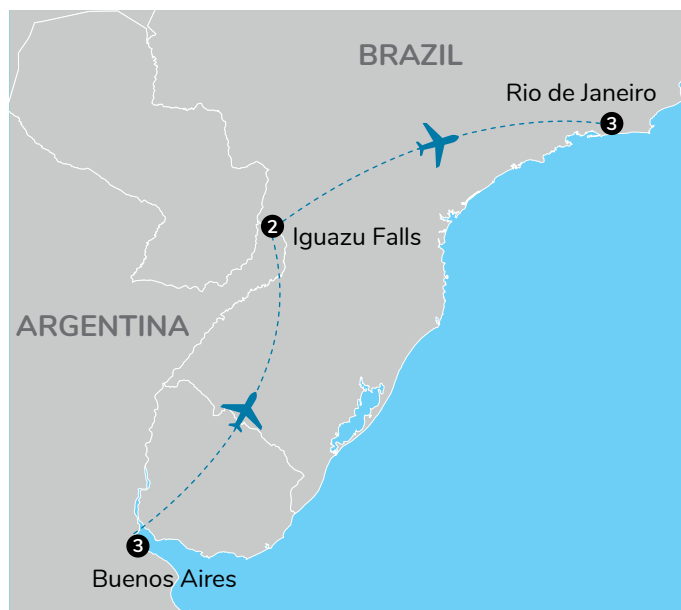 BRAZIL
Rio de Janeiro
3
2
Iguazu Falls
ARGENTINA
3
Buenos Aires